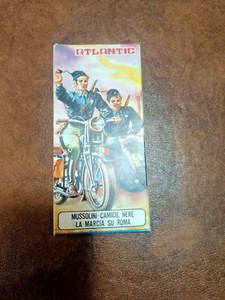 ATLANTIC
MUSSOLINI-CAMICIE NERE
LA MARCIA SU ROMA